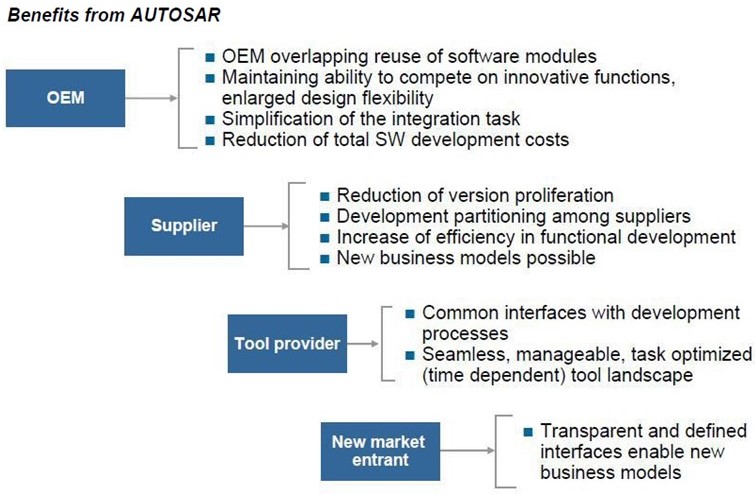 Benefits from AUTOSAR
OEM
OEM overlapping reuse of software modules
Maintaining ability to compete on innovative functions,
enlarged design flexibility
Simplification of the integration task
Reduction of total SW development costs
Supplier
Reduction of version proliferation
Development partitioning among suppliers
Increase of efficiency in functional development
New business models possible
Tool provider
Common interfaces with development
processes
Seamless, manageable, task optimized
(time dependent) tool landscape
New market
entrant
Transparent and defined
interfaces enable new
business models